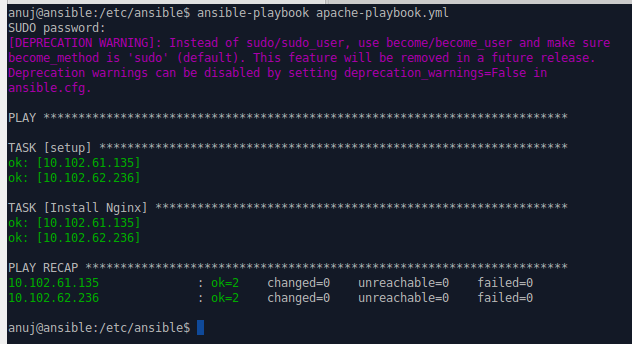 anuj@ansible:/etc/ansible$ ansible-playbook apache-playbook.yml
SUDO password:
[DEPRECATION WARNING]: Instead of sudo/sudo_user, use become/become_user and make sure
become_method is 'sudo' (default). This feature will be removed in a future release.
Deprecation warnings can be disabled by setting deprecation_warnings=False in
ansible.cfg.
PLAY ***************************************************************************
TASK [setup] *******************************************************************
ok: [10.102.61.135]
ok: [10.102.62.236]
TASK [Install Nginx] ***********************************************************
ok: [10.102.61.135]
ok: [10.102.62.236]
PLAY RECAP *********************************************************************
10.102.61.135              : ok=2    changed=0    unreachable=0    failed=0
10.102.62.236              : ok=2    changed=0    unreachable=0    failed=0
anuj@ansible:/etc/ansible$